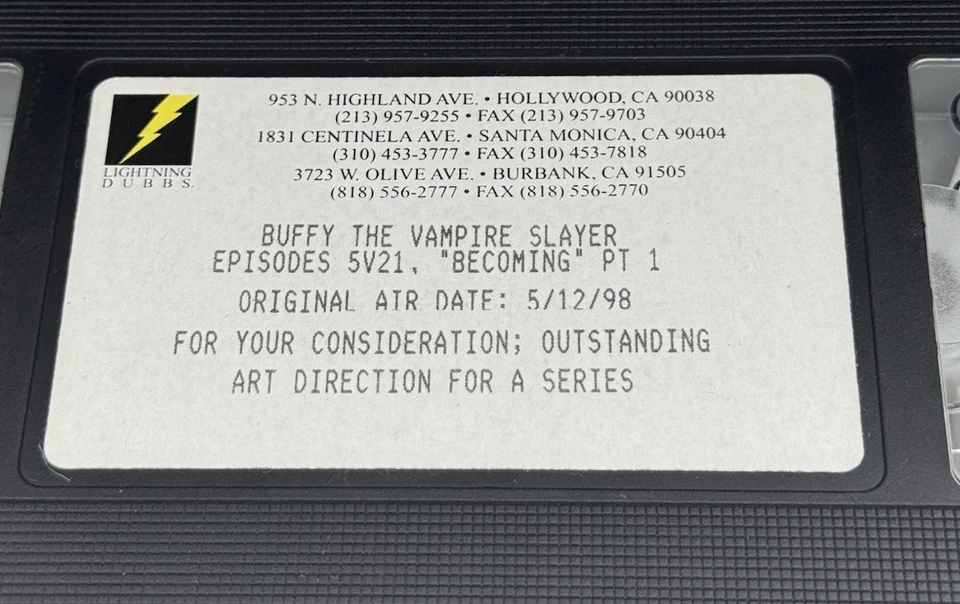 953 N. HIGHLAND AVE. • HOLLYWOOD, CA 90038
(213) 957-9255 • FAX (213) 957-9703
1831 CENTINELA AVE. • SANTA MONICA, CA 90404
(310) 453-3777 • FAX (310) 453-7818
3723 W. OLIVE AVE. • BURBANK, CA 91505
(818) 556-2777 • FAX (818) 556-2770
LIGHTNING
DUBBS.
BUFFY THE VAMPIRE SLAYER
EPISODES 5V21, "BECOMING" PT 1
ORIGINAL AIR DATE: 5/12/98
FOR YOUR CONSIDERATION; OUTSTANDING
ART DIRECTION FOR A SERIES